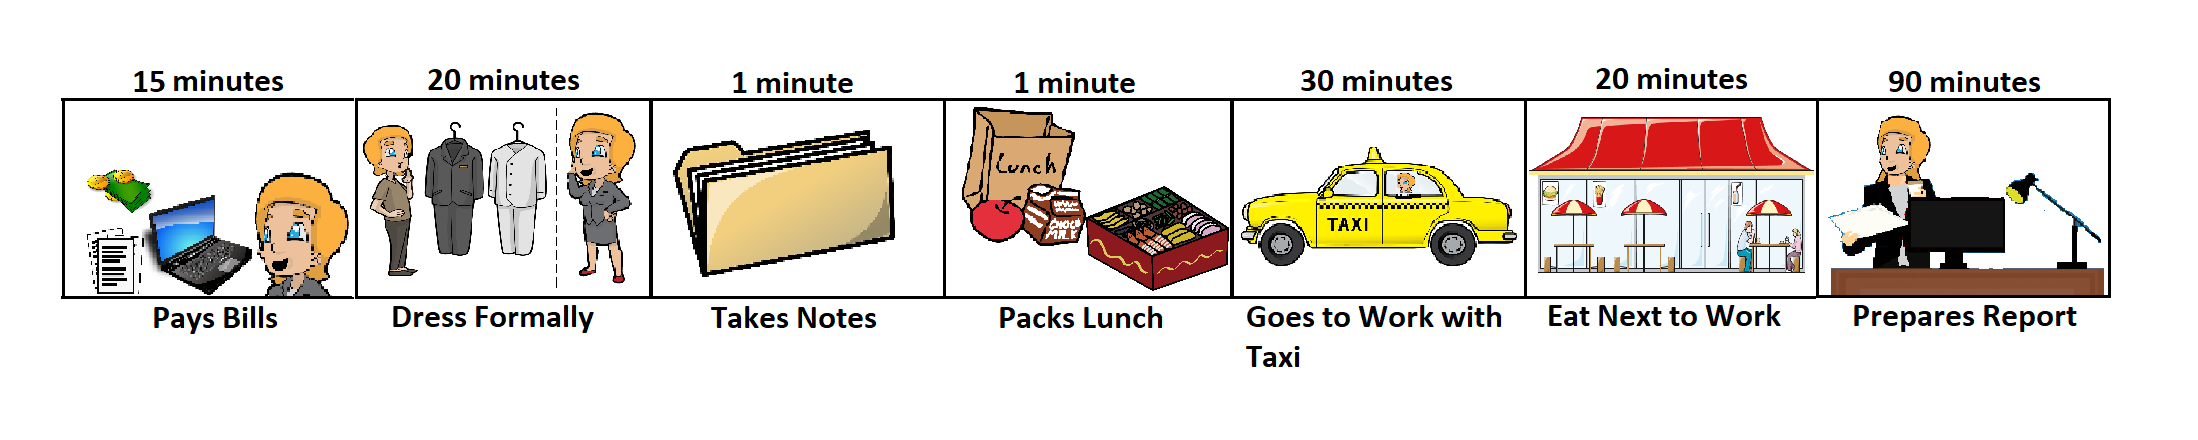 15 minutes
20 minutes
1 minute
1 minute
30 minutes
20 minutes
90 minutes
Lunch
CHOCO
MILK
TAXI
Pays Bills
Dress Formally
Takes Notes
Packs Lunch
Goes to Work with
Taxi
Eat Next to Work
Prepares Report